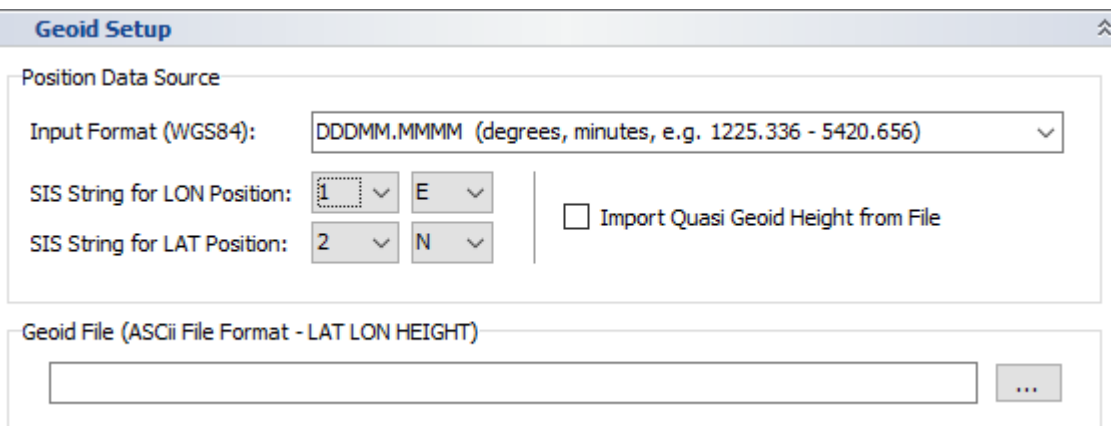 Geoid Setup
Position Data Source
Input Format (WGS84): DDDMM.MMMM (degrees, minutes, e.g. 1225.336 - 5420.656)
SIS String for LON Position: 1 E
Import Quasi Geoid Height from File
SIS String for LAT Position: 2 N
Geoid File (ASCii File Format - LAT LON HEIGHT)
...